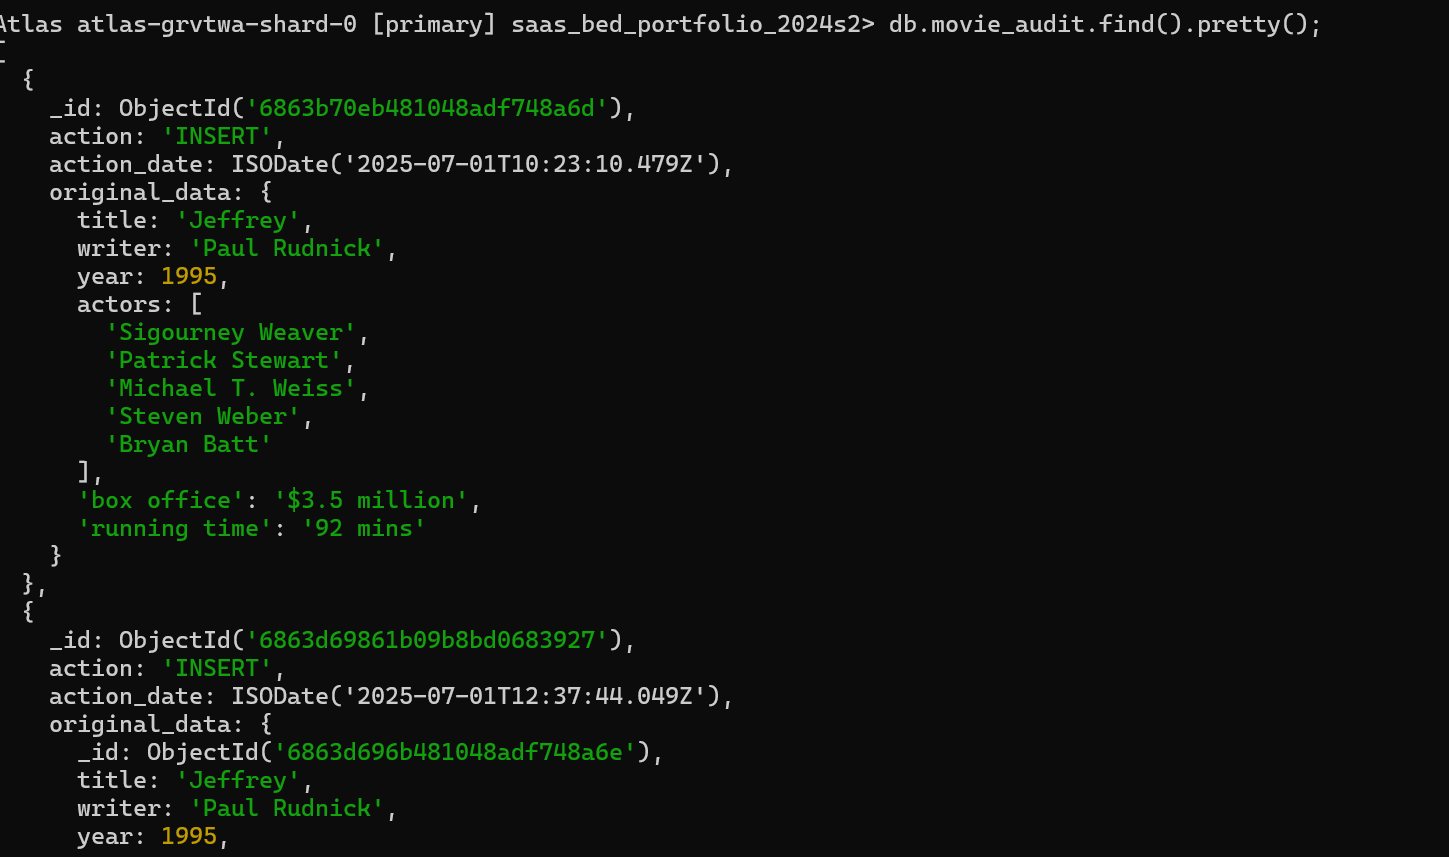 Atlas atlas-grvtwa-shard-0 [primary] saas_bed_portfolio_2024s2> db.movie_audit.find().pretty();
[
  {
    _id: ObjectId('6863b70eb481048adf748a6d'),
    action: 'INSERT',
    action_date: ISODate('2025-07-01T10:23:10.479Z'),
    original_data: {
      title: 'Jeffrey',
      writer: 'Paul Rudnick',
      year: 1995,
      actors: [
        'Sigourney Weaver',
        'Patrick Stewart',
        'Michael T. Weiss',
        'Steven Weber',
        'Bryan Batt'
      ],
      'box office': '$3.5 million',
      'running time': '92 mins'
    }
  },
  {
    _id: ObjectId('6863d69861b09b8bd0683927'),
    action: 'INSERT',
    action_date: ISODate('2025-07-01T12:37:44.049Z'),
    original_data: {
      _id: ObjectId('6863d696b481048adf748a6e'),
      title: 'Jeffrey',
      writer: 'Paul Rudnick',
      year: 1995,